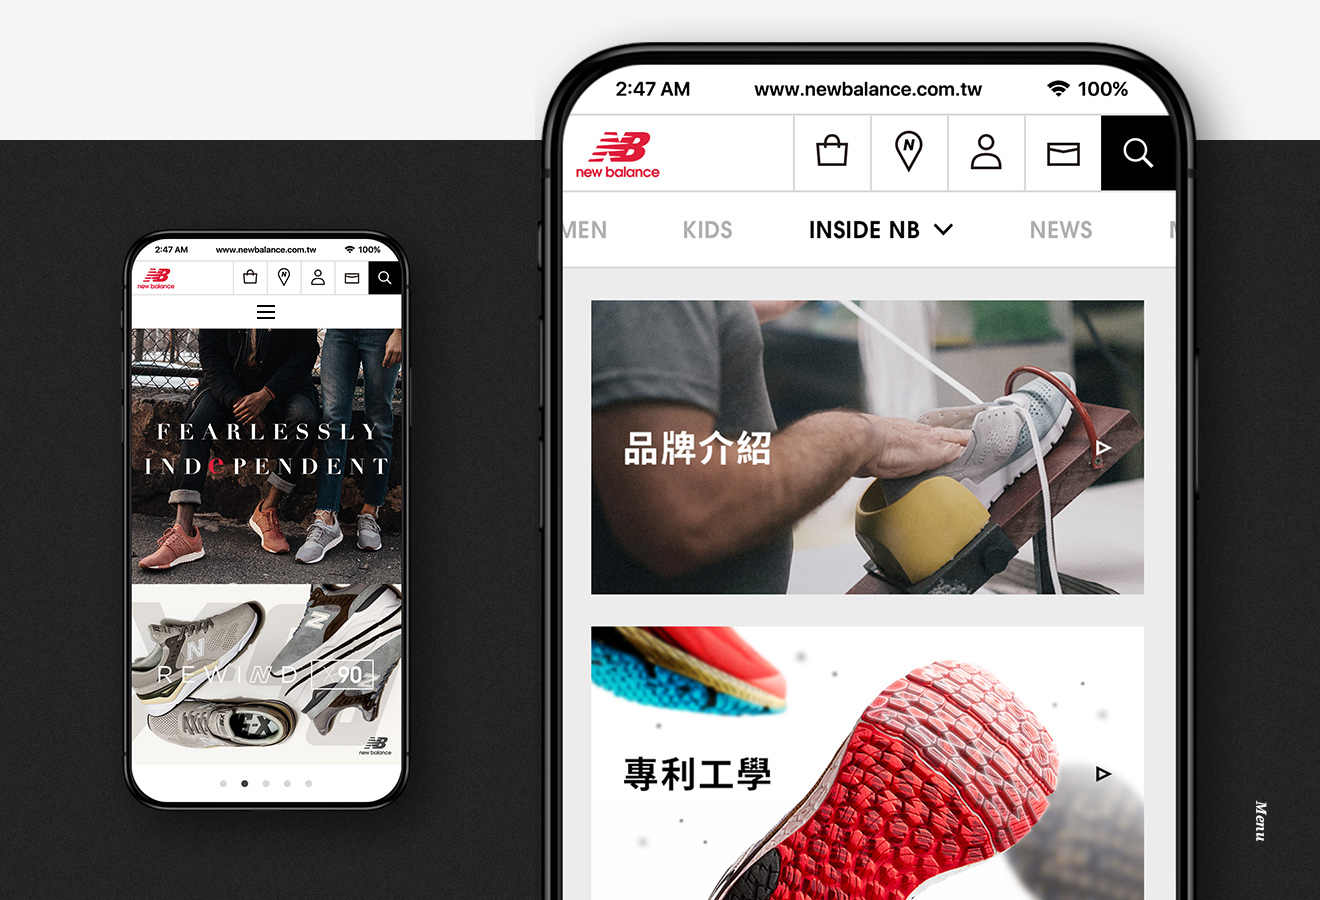 2:47 AM
www.newbalance.com.tw
100%
NB
new balance
N
MEN
KIDS
INSIDE NB
NEWS
品牌介紹
專利工學
2:47 AM
www.newbalance.com.tw
100%
NB
new balance
N
FEARLESSLY
INDePENDENT
N
N
REWIND X90
NB
new balance
Menu